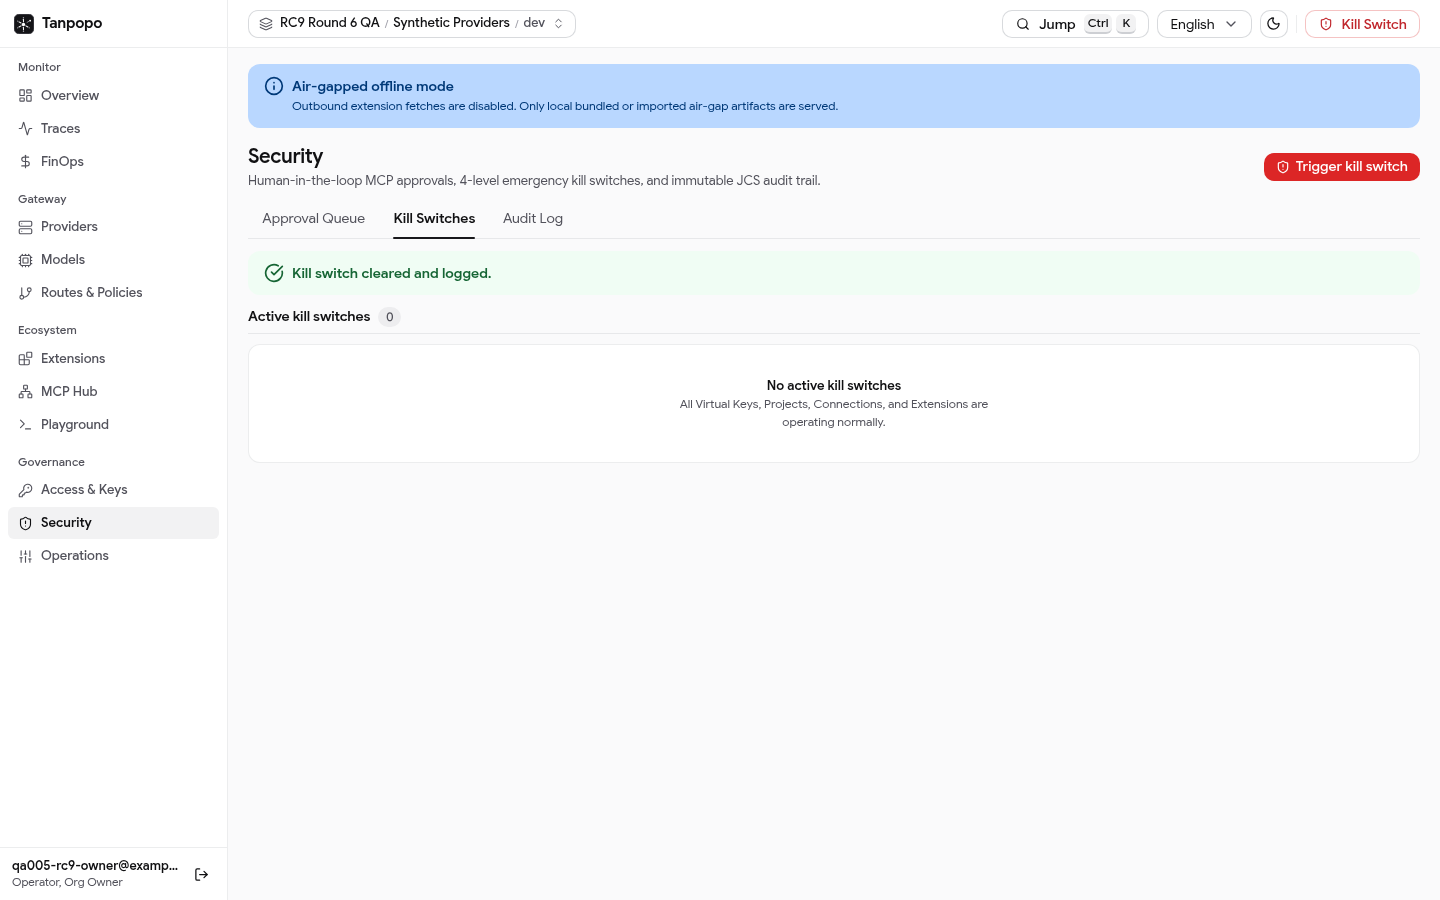 Tanpopo
RC9 Round 6 QA / Synthetic Providers / dev
Jump Ctrl K
English
Kill Switch
Monitor
Overview
Traces
FinOps
Gateway
Providers
Models
Routes & Policies
Ecosystem
Extensions
MCP Hub
Playground
Governance
Access & Keys
Security
Operations
qa005-rc9-owner@examp...
Operator, Org Owner
Air-gapped offline mode
Outbound extension fetches are disabled. Only local bundled or imported air-gap artifacts are served.
Security
Human-in-the-loop MCP approvals, 4-level emergency kill switches, and immutable JCS audit trail.
Trigger kill switch
Approval Queue
Kill Switches
Audit Log
Kill switch cleared and logged.
Active kill switches 0
No active kill switches
All Virtual Keys, Projects, Connections, and Extensions are
operating normally.